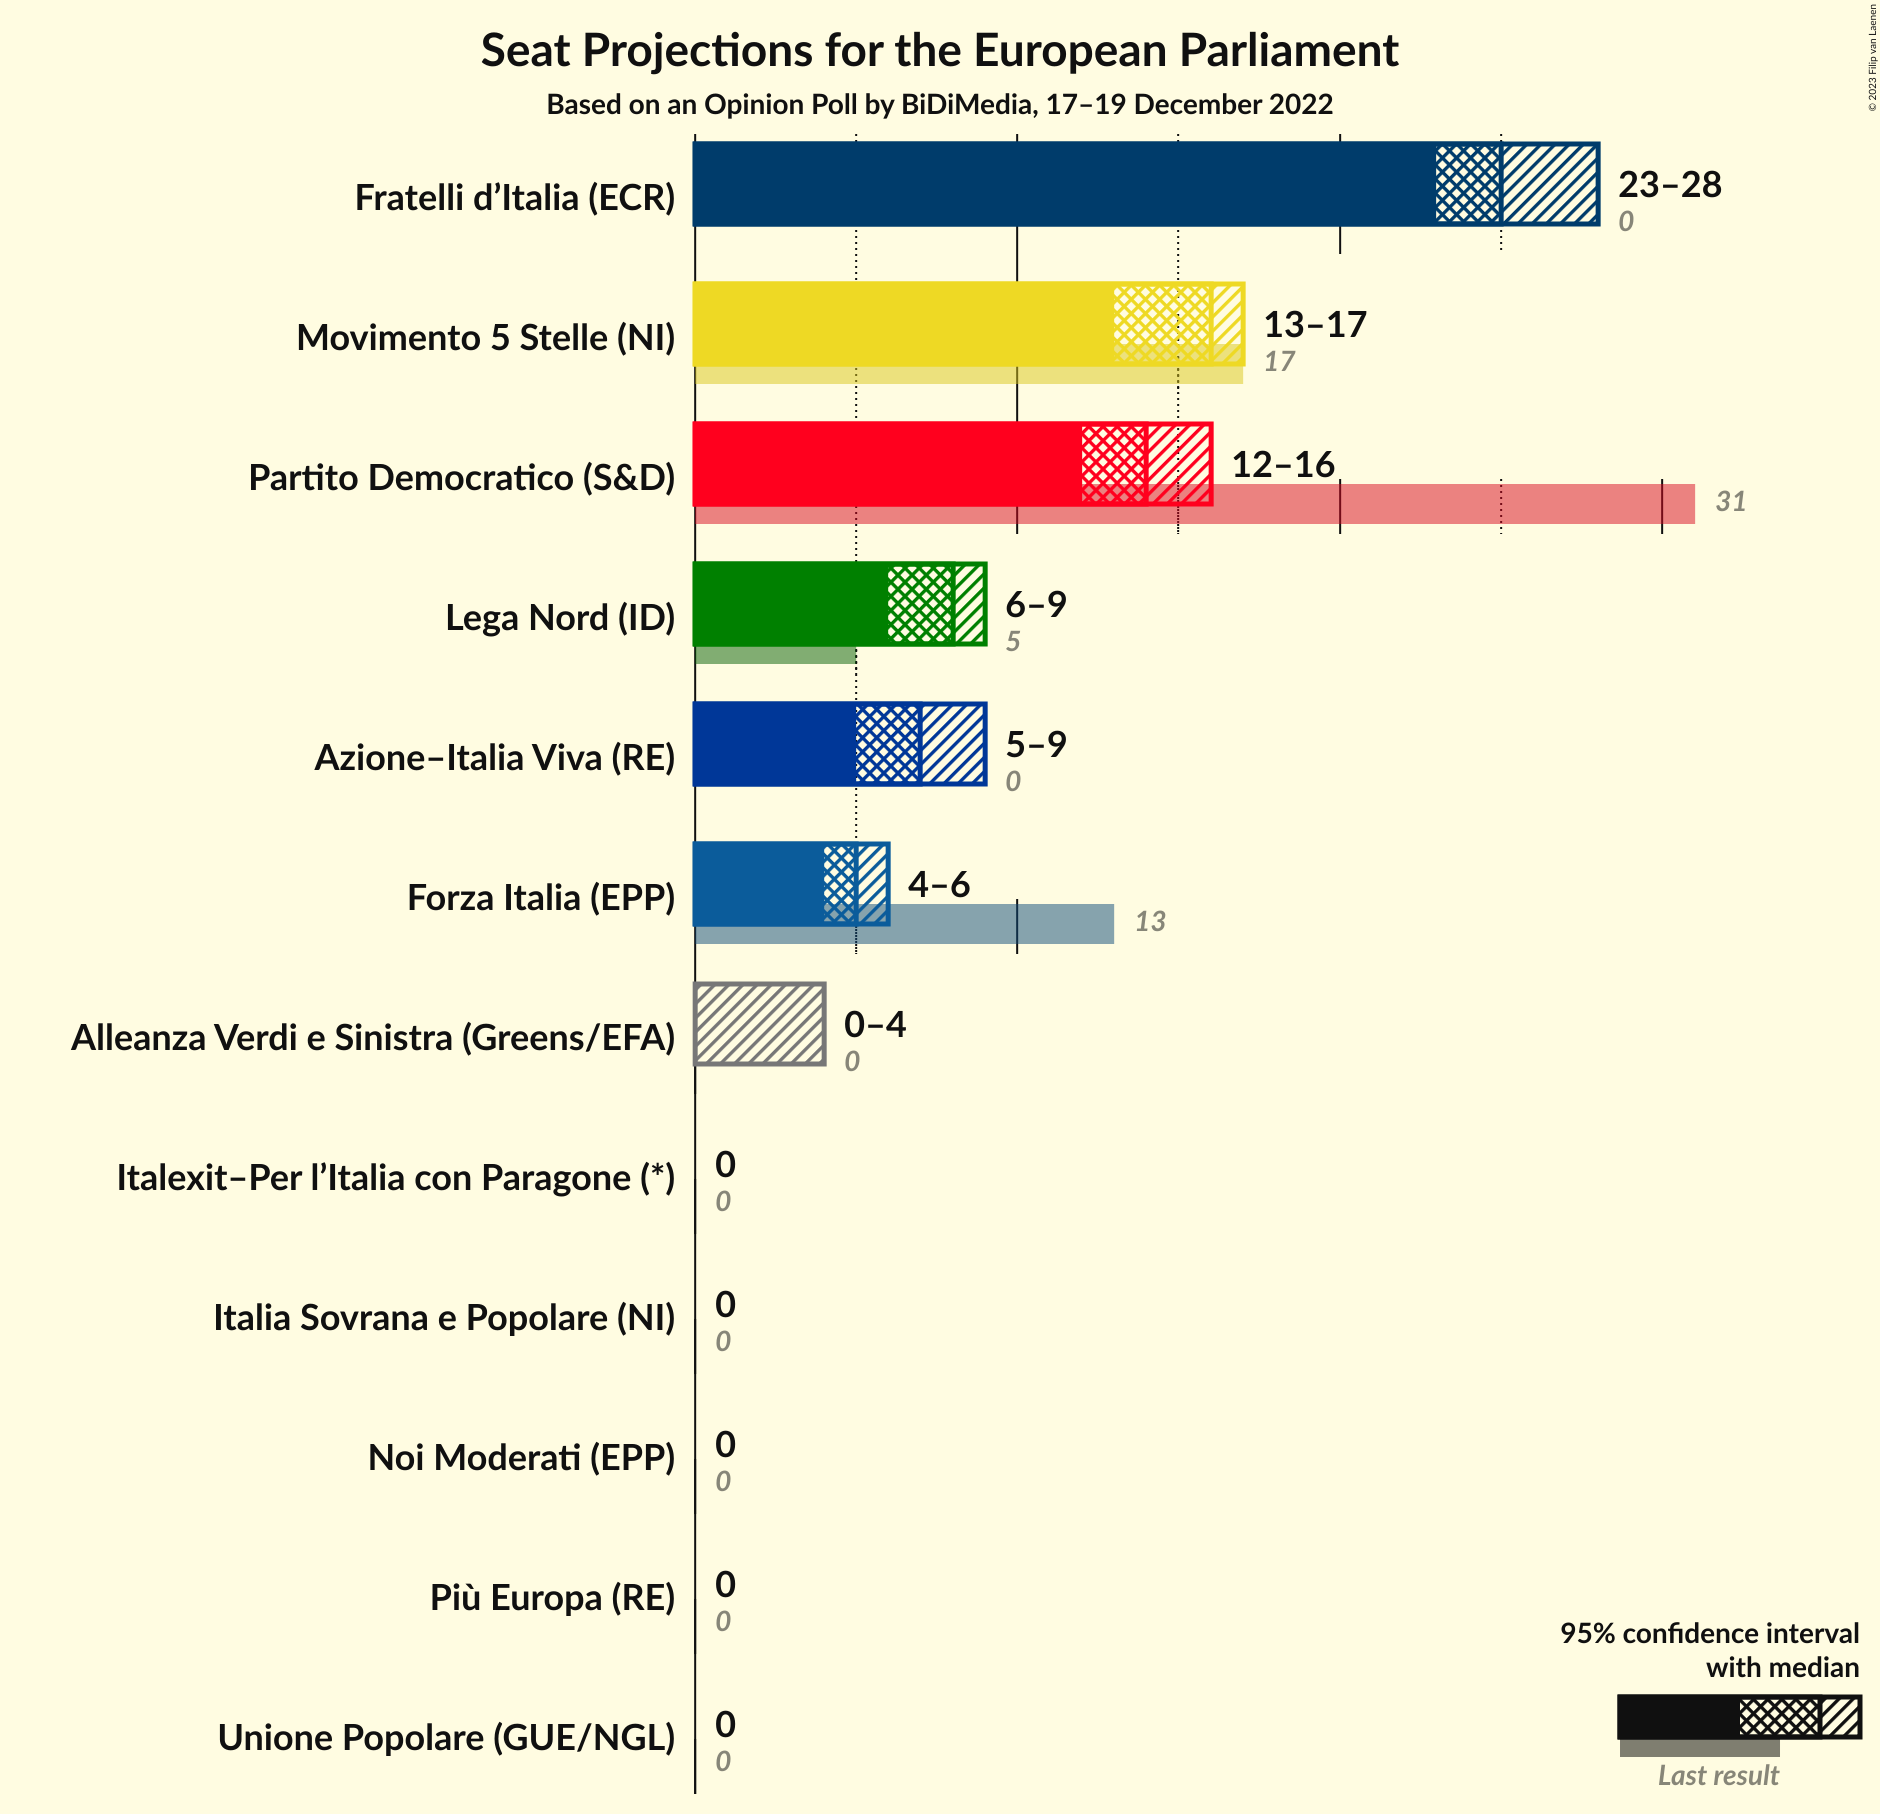 © 2023 Filip van Laenen
Seat Projections for the European Parliament
Based on an Opinion Poll by BiDiMedia, 17–19 December 2022
Fratelli d’Italia (ECR)
23–28
0
Movimento 5 Stelle (NI)
13–17
17
Partito Democratico (S&D)
12–16
31
Lega Nord (ID)
6–9
5
Azione–Italia Viva (RE)
5–9
0
Forza Italia (EPP)
4–6
13
Alleanza Verdi e Sinistra (Greens/EFA)
0–4
0
Italexit–Per l’Italia con Paragone (*)
0
0
Italia Sovrana e Popolare (NI)
0
0
Noi Moderati (EPP)
0
0
Più Europa (RE)
0
0
Unione Popolare (GUE/NGL)
0
0
95% confidence interval
with median
Last result